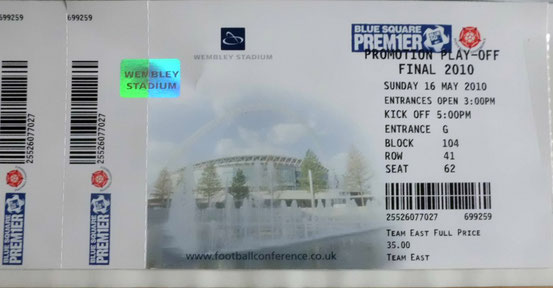 699259
25526077027
BLUE SQUARE
PREMIER
WEMBLEY
STADIUM
WEMBLEY STADIUM
www.footballconference.co.uk
BLUE SQUARE
PREM1ER
PROMOTION PLAY-OFF
FINAL 2010
SUNDAY 16 MAY 2010
ENTRANCES OPEN 3:00PM
KICK OFF 5:00PM
ENTRANCE G
BLOCK 104
ROW 41
SEAT 62
25526077027 699259
TEAM EAST FULL PRICE
35.00
TEAM EAST
699259
25526077027
BLUE SQUARE
PREMIER